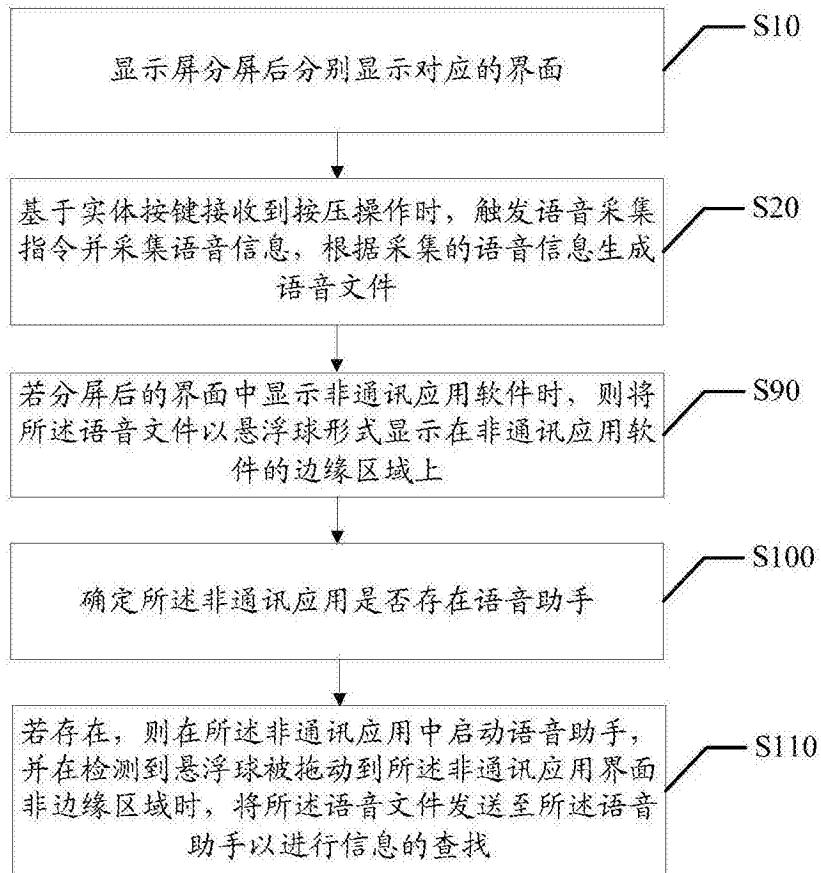 显示屏分屏后分别显示对应的界面
S10
基于实体按键接收到按压操作时，触发语音采集
指令并采集语音信息，根据采集的语音信息生成
语音文件
S20
若分屏后的界面中显示非通讯应用软件时，则将
所述语音文件以悬浮球形式显示在非通讯应用软
件的边缘区域上
S90
确定所述非通讯应用是否存在语音助手
S100
若存在，则在所述非通讯应用中启动语音助手，
并在检测到悬浮球被拖动到所述非通讯应用界面
非边缘区域时，将所述语音文件发送至所述语音
助手以进行信息的查找
S110